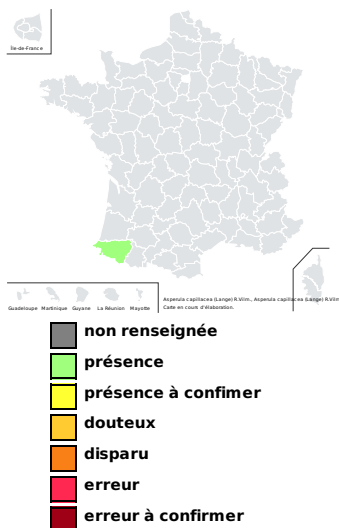 Île-de-France
Guadeloupe Martinique Guyane La Réunion Mayotte
Asperula capillacea (Lange) R.Vilm., Asperula capillacea (Lange) R.Vilm
Carte en cours d'élaboration.
non renseignée
présence
présence à confimer
douteux
disparu
erreur
erreur à confirmer